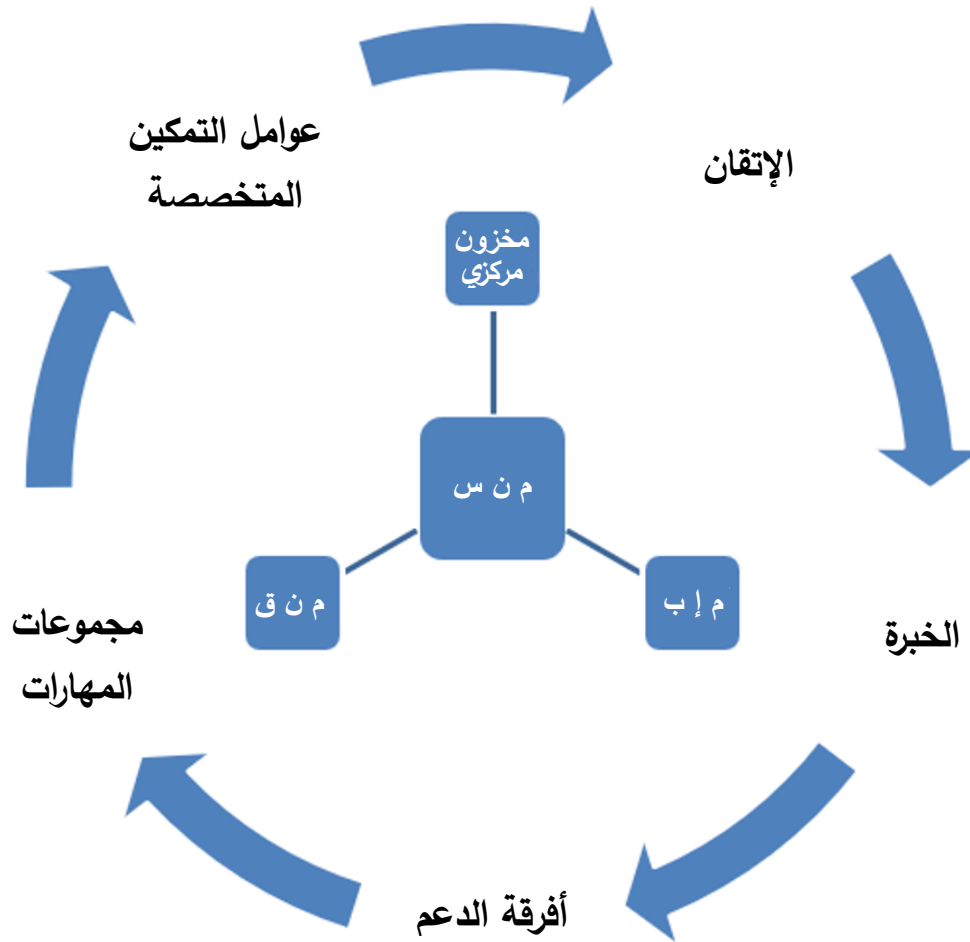 عوامل التمكين
المتخصصة
الإتقان
مخزون
مركزي
م ن س
م ن ق
م إ ب
مجموعات
المهارات
الخبرة
أفرقة الدعم